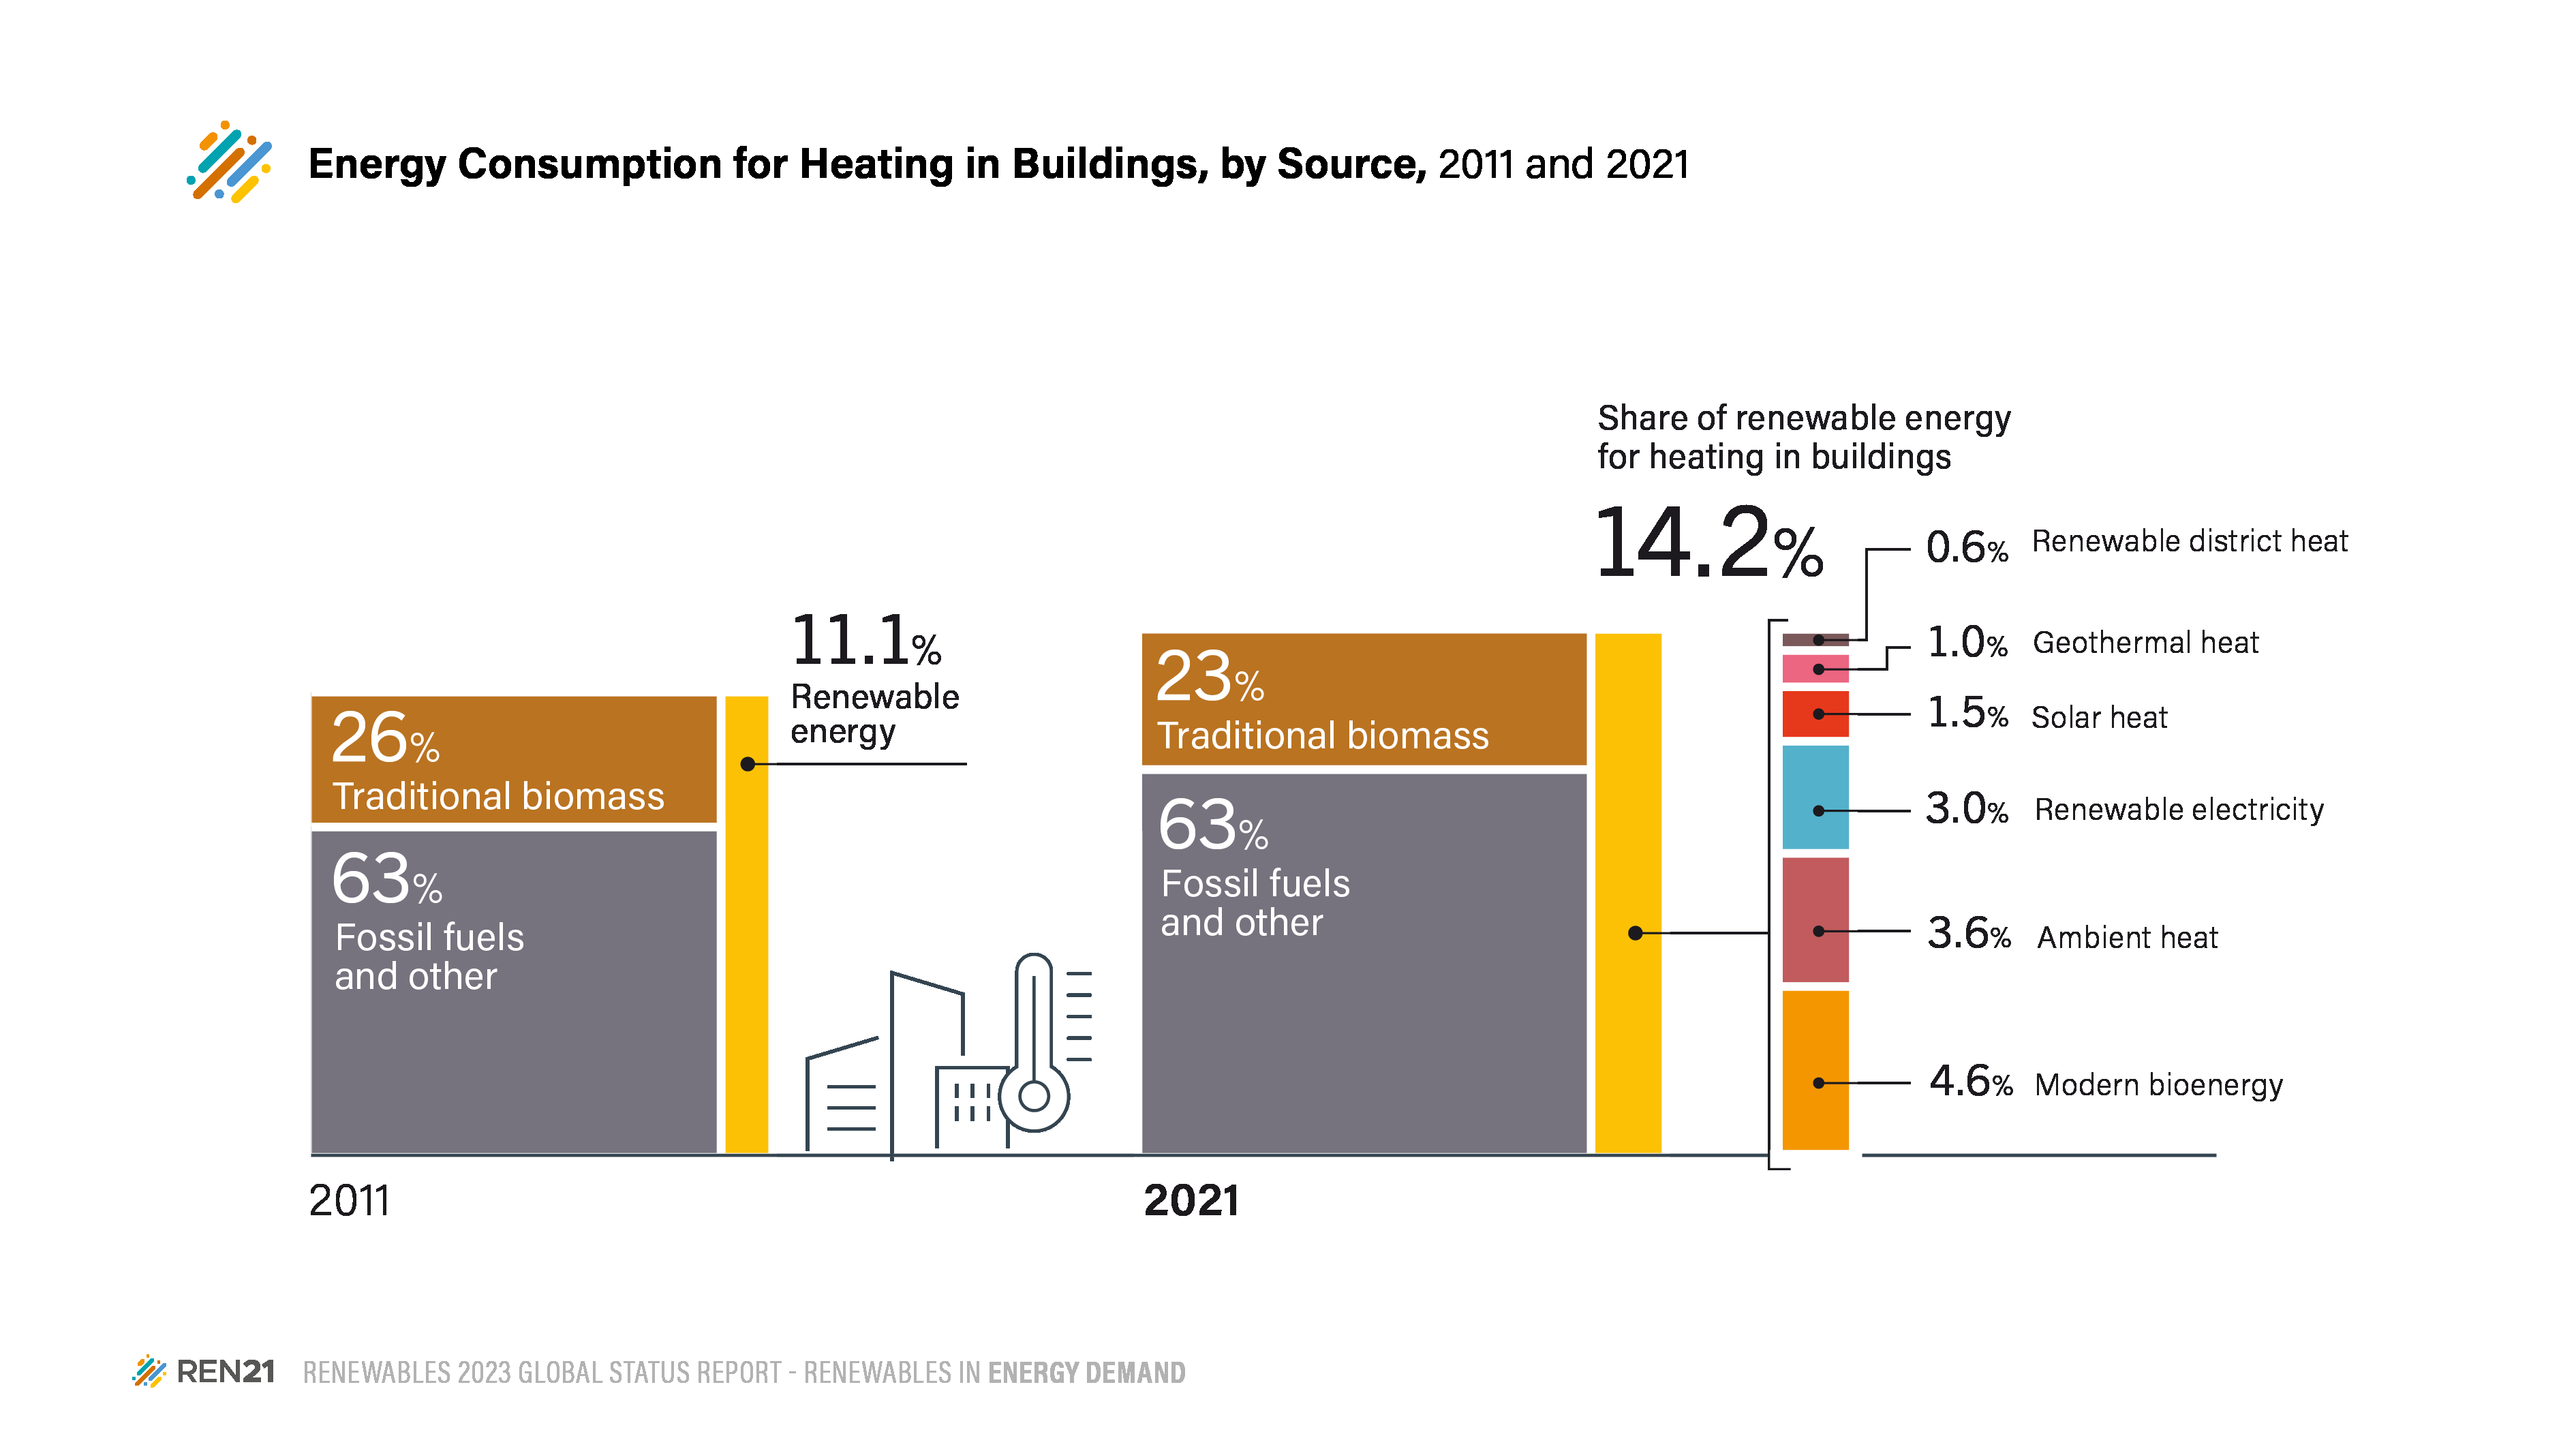 Energy Consumption for Heating in Buildings, by Source, 2011 and 2021
Share of renewable energy
for heating in buildings
14.2%
11.1%
Renewable
energy
26%
Traditional biomass
63%
Fossil fuels
and other
23%
Traditional biomass
63%
Fossil fuels
and other
0.6% Renewable district heat
1.0% Geothermal heat
1.5% Solar heat
3.0% Renewable electricity
3.6% Ambient heat
4.6% Modern bioenergy
2011
2021
REN21 RENEWABLES 2023 GLOBAL STATUS REPORT - RENEWABLES IN ENERGY DEMAND